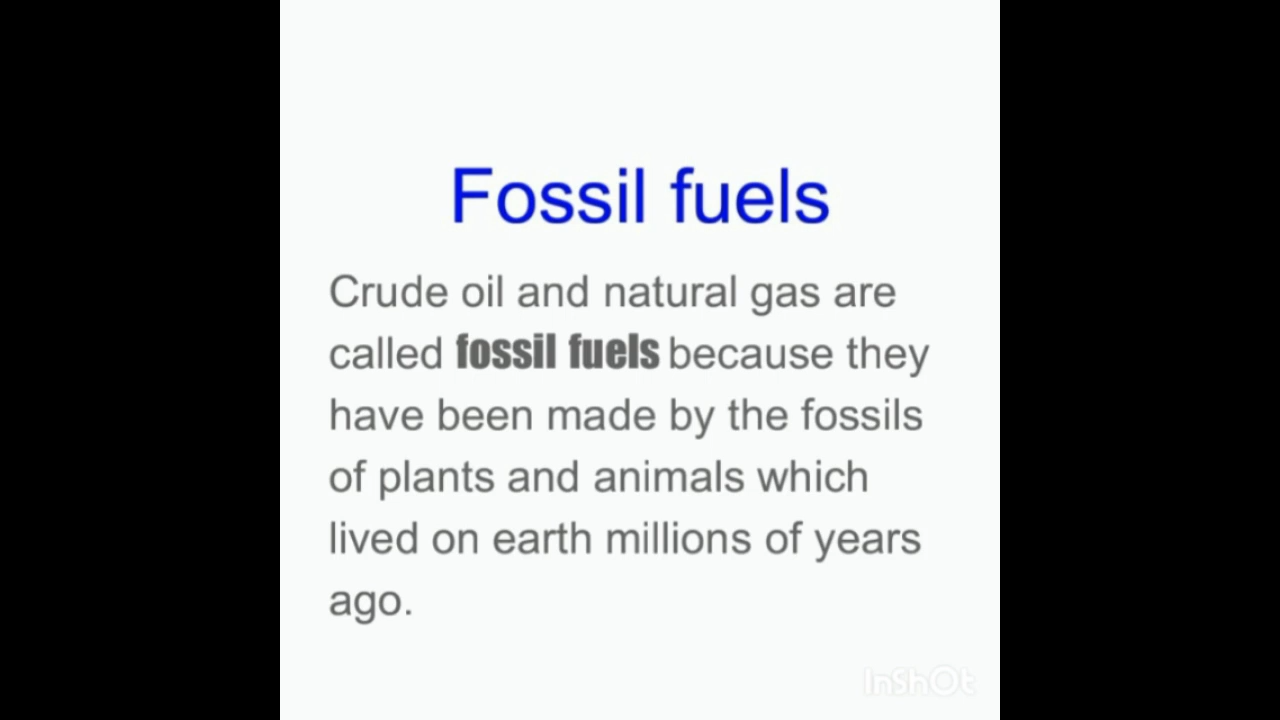 Fossil fuels
Crude oil and natural gas are
called fossil fuels because they
have been made by the fossils
of plants and animals which
lived on earth millions of years
ago.
InShOt